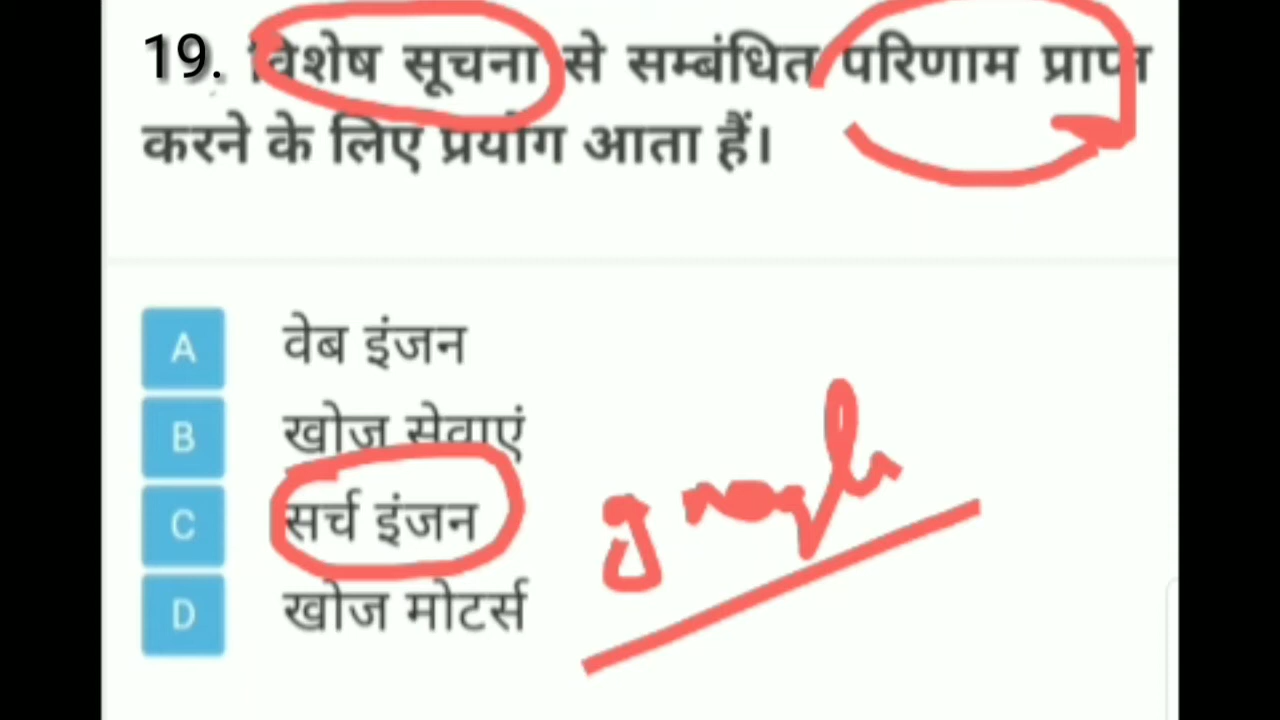 19. विशेष सूचना से सम्बंधित परिणाम प्राप्त
करने के लिए प्रयोग आता हैं।
A वेब इंजन
B खोज सेवाएं
C सर्च इंजन
D खोज मोटर्स
google